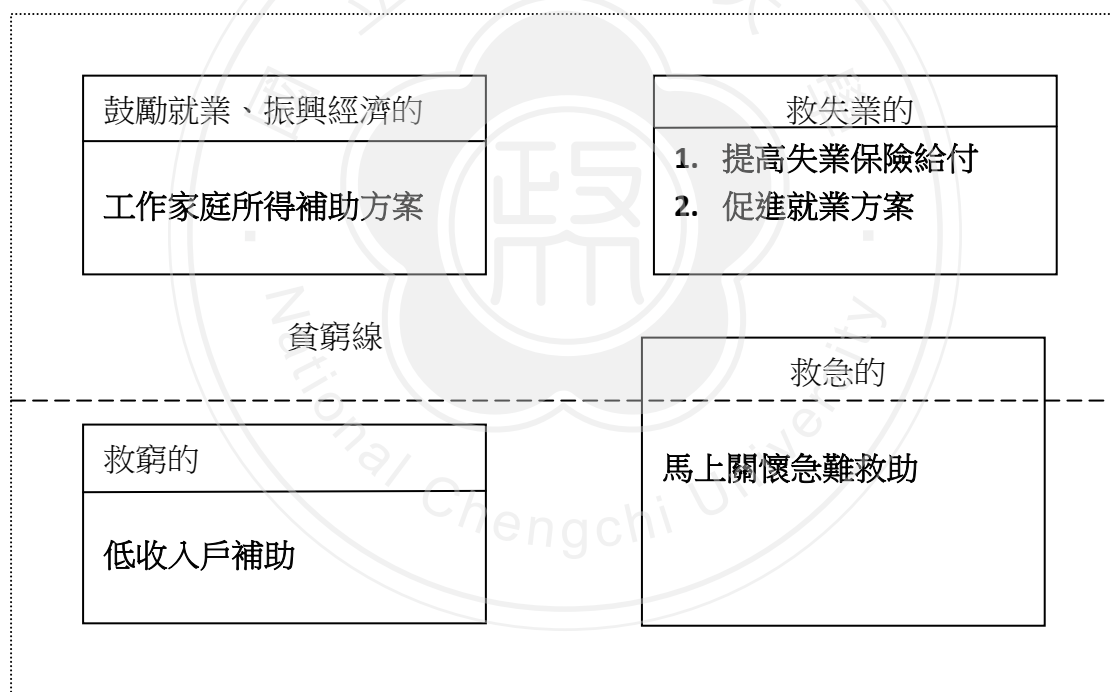 鼓勵就業、振興經濟的
工作家庭所得補助方案
救失業的
1. 提高失業保險給付
2. 促進就業方案
貧窮線
救急的
馬上關懷急難救助
救窮的
低收入戶補助
National Chengchi University